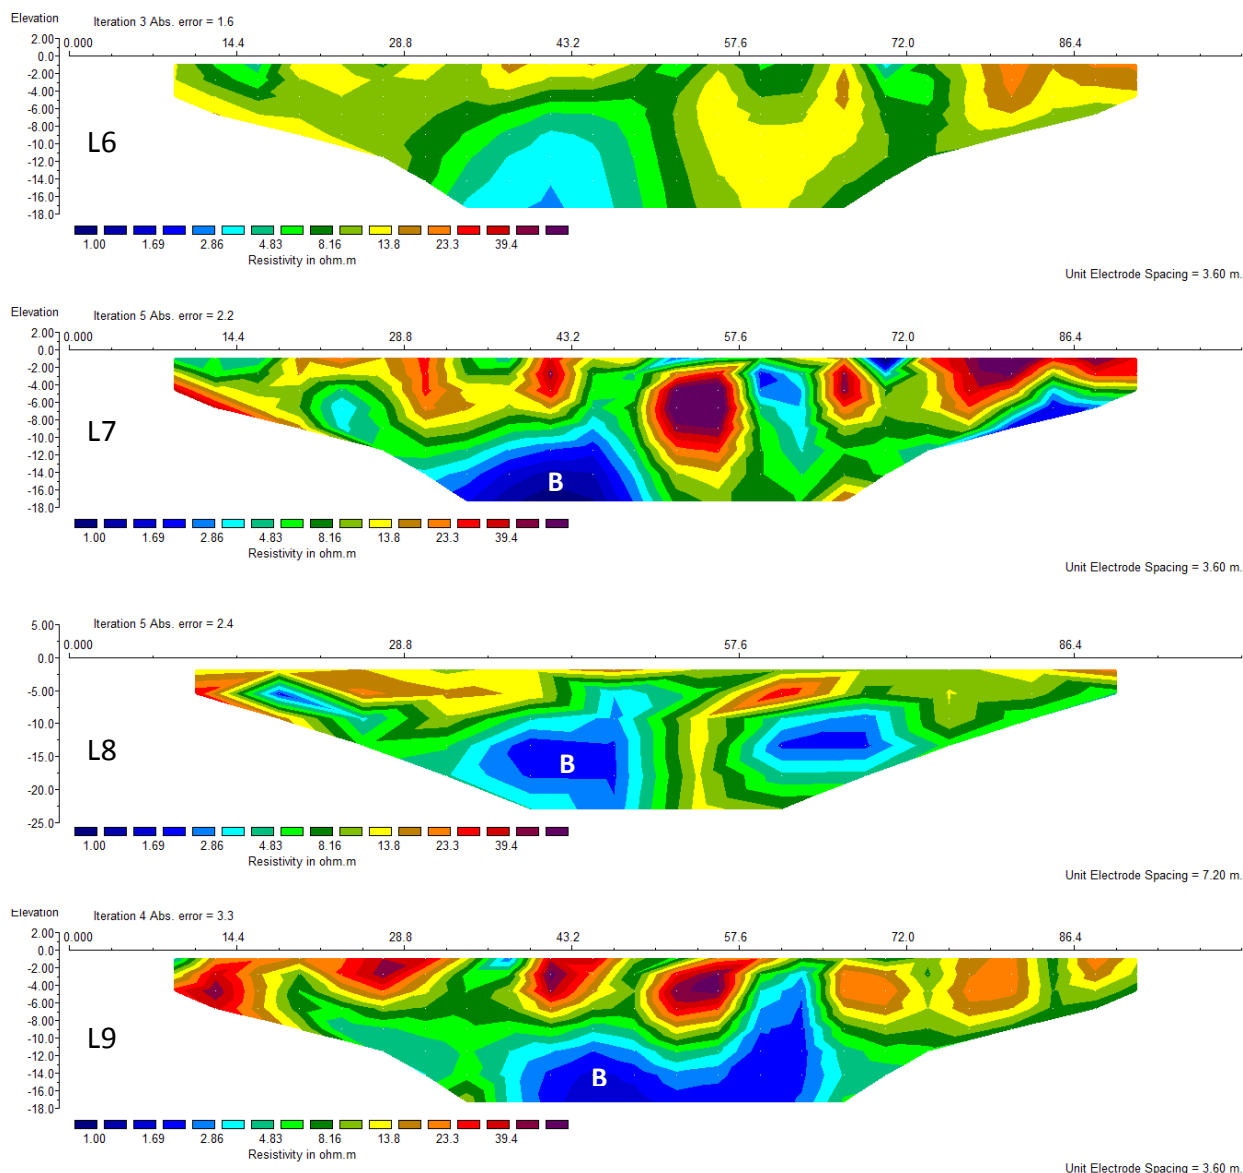 Elevation Iteration 3 Abs. error = 1.6
0.000 14.4 28.8 43.2 57.6 72.0 86.4
2.00
0.0
-2.00
-4.00
-6.00
-8.00
-10.0
-12.0
-14.0
-16.0
-18.0
L6
1.00 1.69 2.86 4.83 8.16 13.8 23.3 39.4
Resistivity in ohm.m
Unit Electrode Spacing = 3.60 m.
Elevation Iteration 5 Abs. error = 2.2
0.000 14.4 28.8 43.2 57.6 72.0 86.4
2.00
0.0
-2.00
-4.00
-6.00
-8.00
-10.0
-12.0
-14.0
-16.0
-18.0
L7
B
1.00 1.69 2.86 4.83 8.16 13.8 23.3 39.4
Resistivity in ohm.m
Unit Electrode Spacing = 3.60 m.
Elevation Iteration 5 Abs. error = 2.4
0.000 28.8 57.6 86.4
5.00
0.0
-5.00
-10.0
-15.0
-20.0
-25.0
L8
B
1.00 1.69 2.86 4.83 8.16 13.8 23.3 39.4
Resistivity in ohm.m
Unit Electrode Spacing = 7.20 m.
Elevation Iteration 4 Abs. error = 3.3
0.000 14.4 28.8 43.2 57.6 72.0 86.4
2.00
0.0
-2.00
-4.00
-6.00
-8.00
-10.0
-12.0
-14.0
-16.0
-18.0
L9
B
1.00 1.69 2.86 4.83 8.16 13.8 23.3 39.4
Resistivity in ohm.m
Unit Electrode Spacing = 3.60 m.